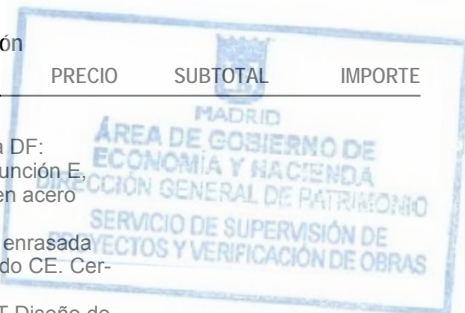 ón
PRECIO SUBTOTAL IMPORTE
MADRID
a DF:
ÁREA DE GOBIERNO DE
unción E,
ECONOMÍA Y HACIENDA
en acero
DIRECCIÓN GENERAL DE PATRIMONIO
SERVICIO DE SUPERVISIÓN DE
enrasada
PROYECTOS Y VERIFICACIÓN DE OBRAS
do CE. Cer-
T Diseño de